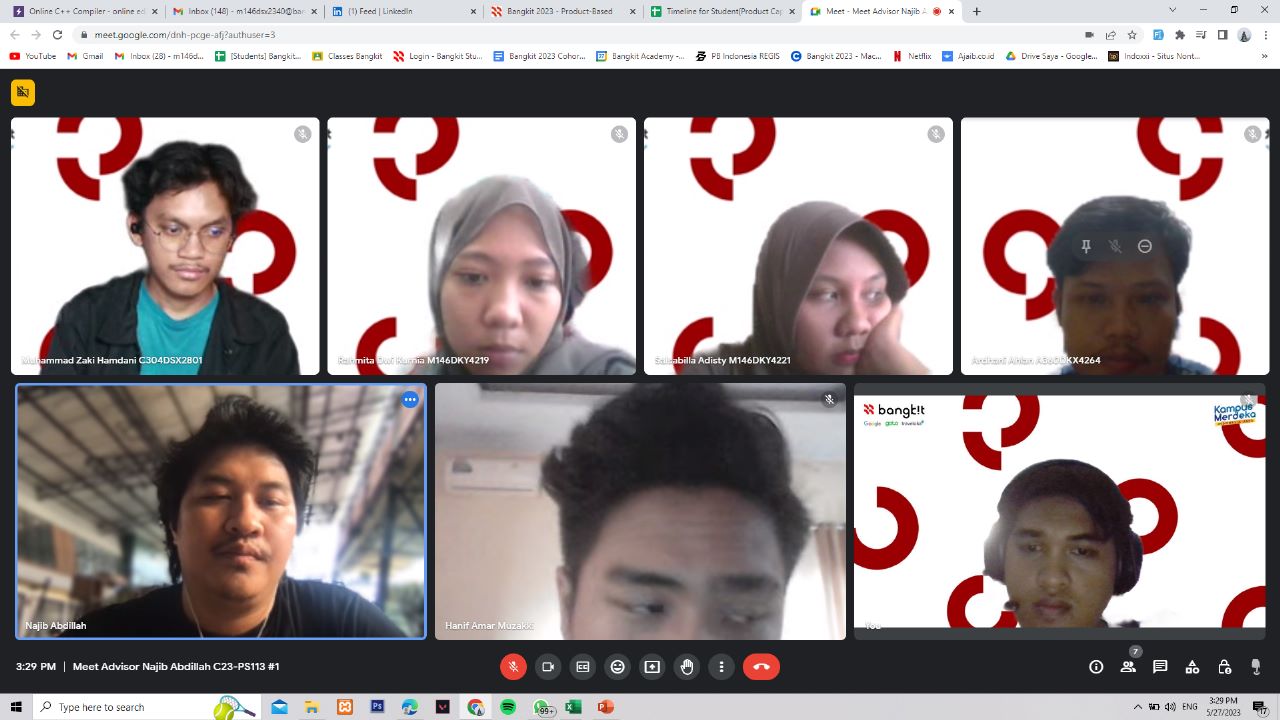 Online C++ Compiler - online ed
Inbox (148) - m146dsx2340@ban
(1) Feed | LinkedIn
Bangkit 2023 - Product-Based
Timeline for Student(Product Ca
Meet - Meet Advisor Najib A
meet.google.com/dnh-pcge-afj?authuser=3
YouTube
Gmail
Maps
Inbox (28) - m146d...
[Students] Bangkit...
Classes Bangkit
Login - Bangkit Stu...
Bangkit 2023 Cohor...
Bangkit Academy -...
PB Indonesia REGIS
Bangkit 2023 - Mac...
Netflix
Ajaib.co.id
Drive Saya - Google...
Indoxxi - Situs Nont...
Muhammad Zaki Hamdani C304DSX2801
Rahmita Dwi Kurnia M146DKY4219
Salsabilla Adisty M146DKY4221
Ardhani Ahlan A360DKX4264
Najib Abdillah
Hanif Amar Muzakki
bangk!t
Google goto traveloka
Kampus
Merdeka
You
3:29 PM | Meet Advisor Najib Abdillah C23-PS113 #1
7
Type here to search
99+
ENG
3:29 PM
5/27/2023